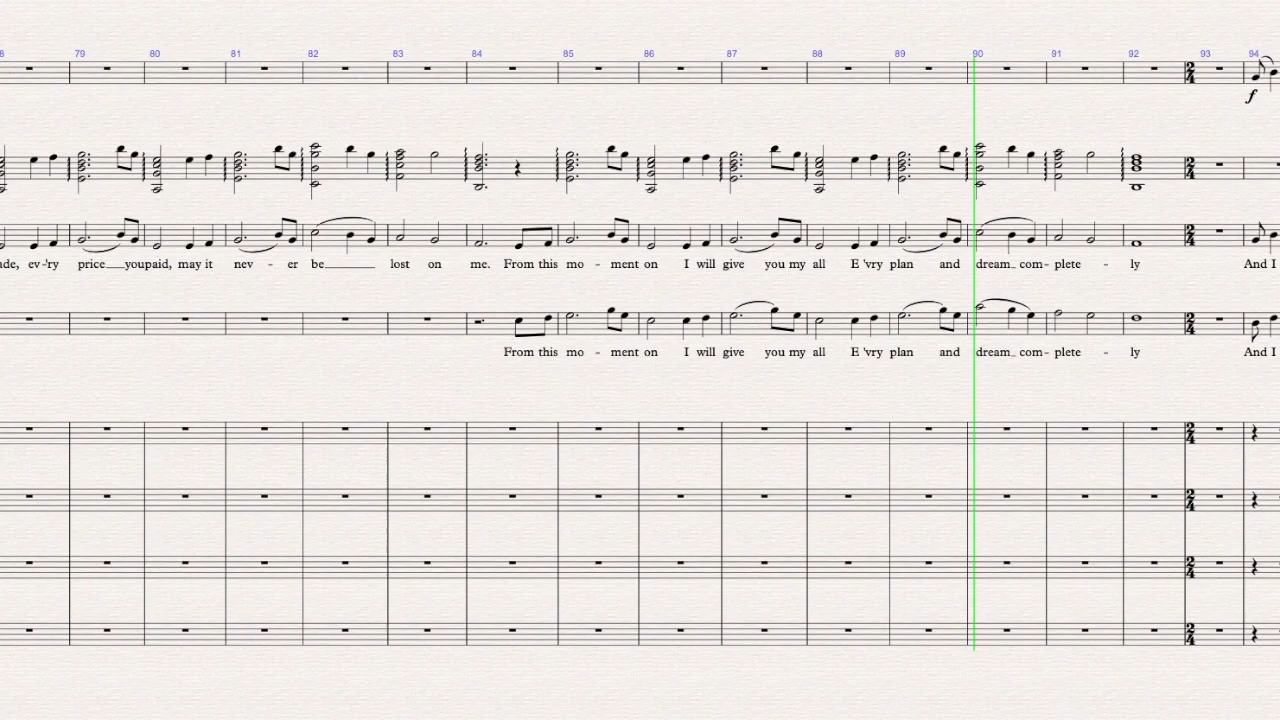 79 80 81 82 83 84 85 86 87 88 89 90 91 92 93 94
f
ev-'ry price you paid, may it nev - er be lost on me. From this mo - ment on I will give you my all E 'vry plan and dream com- plete - ly And I
From this mo - ment on I will give you my all E 'vry plan and dream com- plete - ly And I